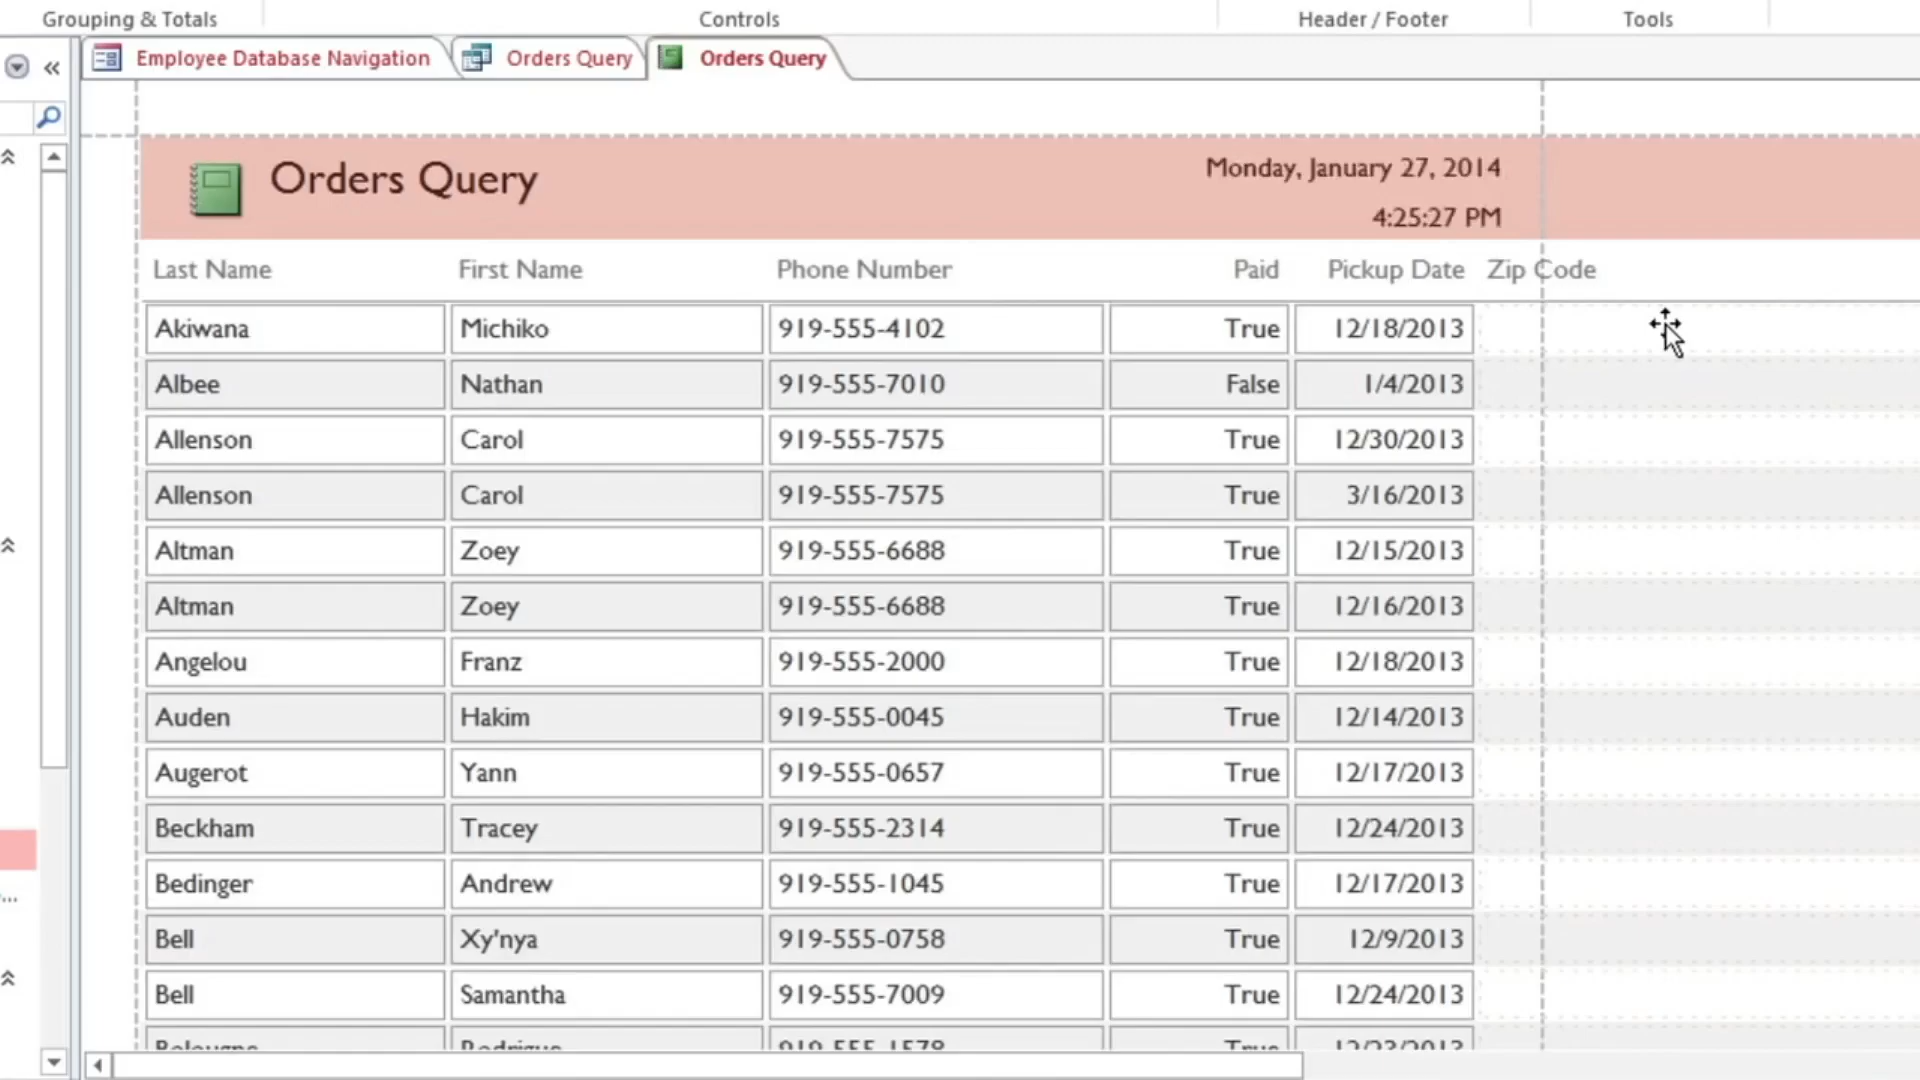 Grouping & Totals Controls Header / Footer Tools
Employee Database Navigation Orders Query Orders Query
Orders Query
Monday, January 27, 2014
4:25:27 PM
Last Name First Name Phone Number Paid Pickup Date Zip Code
Akiwana Michiko 919-555-4102 True 12/18/2013
Albee Nathan 919-555-7010 False 1/4/2013
Allenson Carol 919-555-7575 True 12/30/2013
Allenson Carol 919-555-7575 True 3/16/2013
Altman Zoey 919-555-6688 True 12/15/2013
Altman Zoey 919-555-6688 True 12/16/2013
Angelou Franz 919-555-2000 True 12/18/2013
Auden Hakim 919-555-0045 True 12/14/2013
Augerot Yann 919-555-0657 True 12/17/2013
Beckham Tracey 919-555-2314 True 12/24/2013
Bedinger Andrew 919-555-1045 True 12/17/2013
Bell Xy'nya 919-555-0758 True 12/9/2013
Bell Samantha 919-555-7009 True 12/24/2013